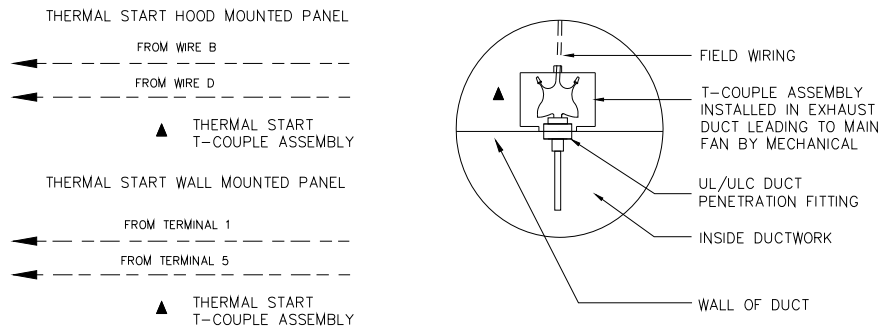 THERMAL START HOOD MOUNTED PANEL
FROM WIRE B
FROM WIRE D
THERMAL START
T-COUPLE ASSEMBLY
THERMAL START WALL MOUNTED PANEL
FROM TERMINAL 1
FROM TERMINAL 5
THERMAL START
T-COUPLE ASSEMBLY
FIELD WIRING
T-COUPLE ASSEMBLY
INSTALLED IN EXHAUST
DUCT LEADING TO MAIN
FAN BY MECHANICAL
UL/ULC DUCT
PENETRATION FITTING
INSIDE DUCTWORK
WALL OF DUCT